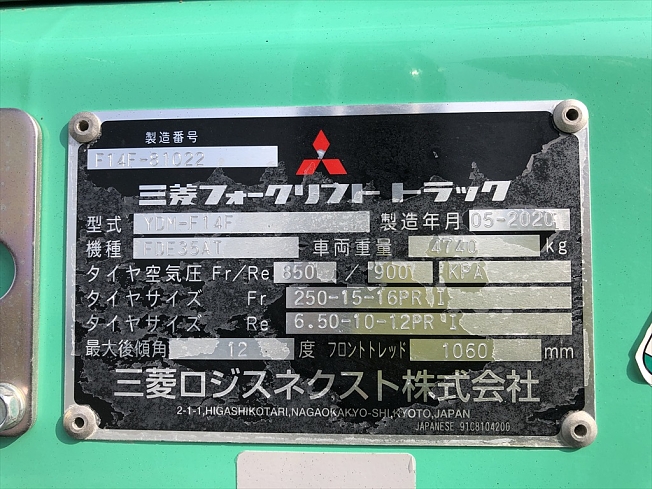 製造番号
F14F-81022
三菱フォークリフト トラック
型式 YDN-F14F 製造年月 05-2020
機種 FDE35AT 車両重量 4740 kg
タイヤ空気圧 Fr/Re 850 / 900 KPA
タイヤサイズ Fr 250-15-16PR I
タイヤサイズ Re 6.50-10-12PR I
最大後傾角 12 度 フロントトレッド 1060 mm
三菱ロジスネクスト株式会社
2-1-1,HIGASHIKOTARI,NAGAOKAKYO-SHI,KYOTO,JAPAN
JAPANESE 91C8104200